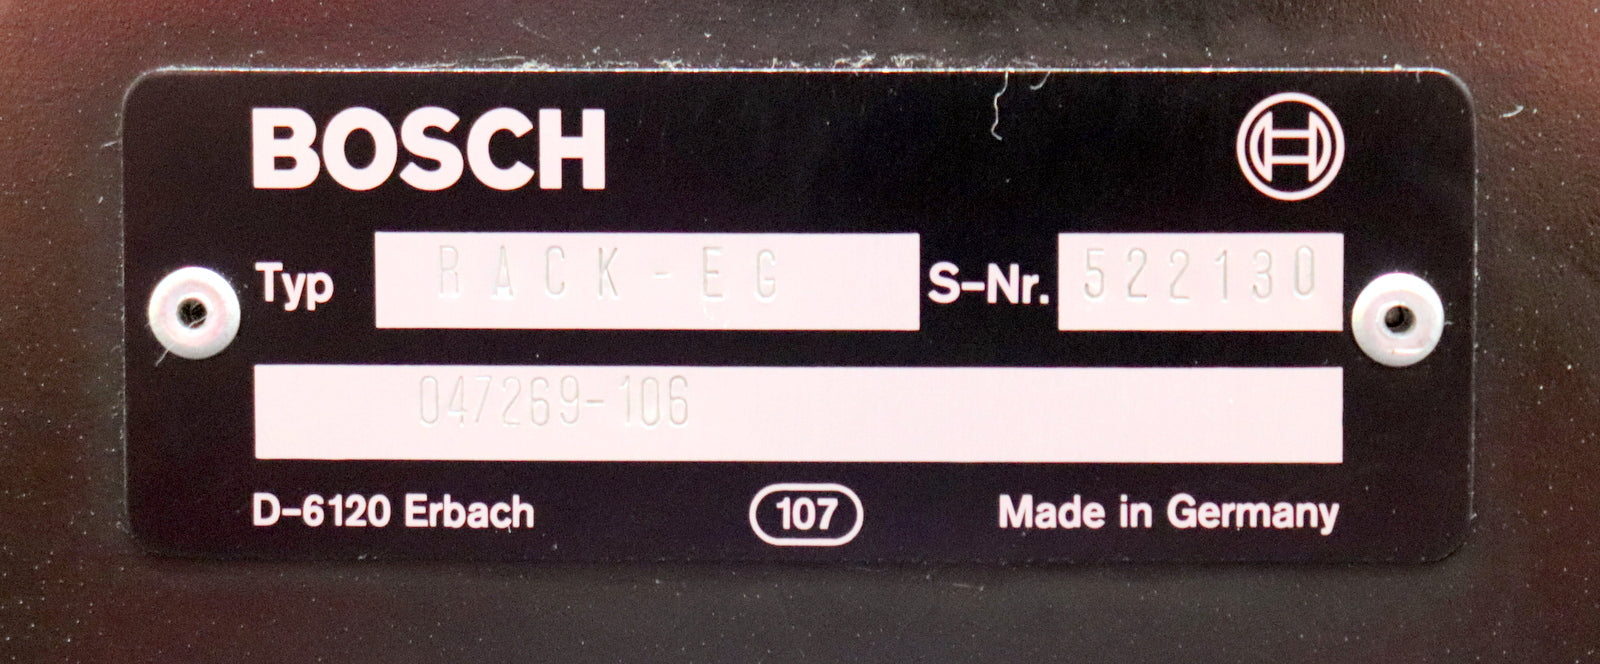 BOSCH
Typ RACK-EG S-Nr. 522130
047269-106
D-6120 Erbach 107 Made in Germany